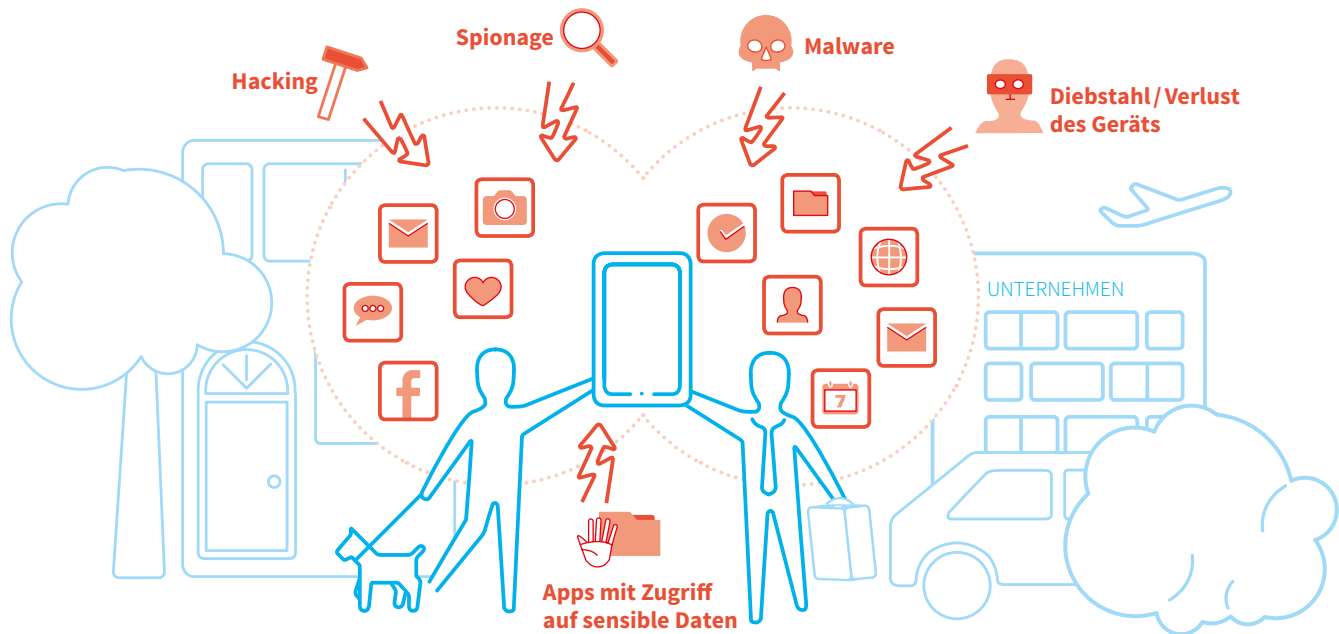 Spionage
Malware
Hacking
Diebstahl / Verlust
des Geräts
UNTERNEHMEN
f
7
Apps mit Zugriff
auf sensible Daten